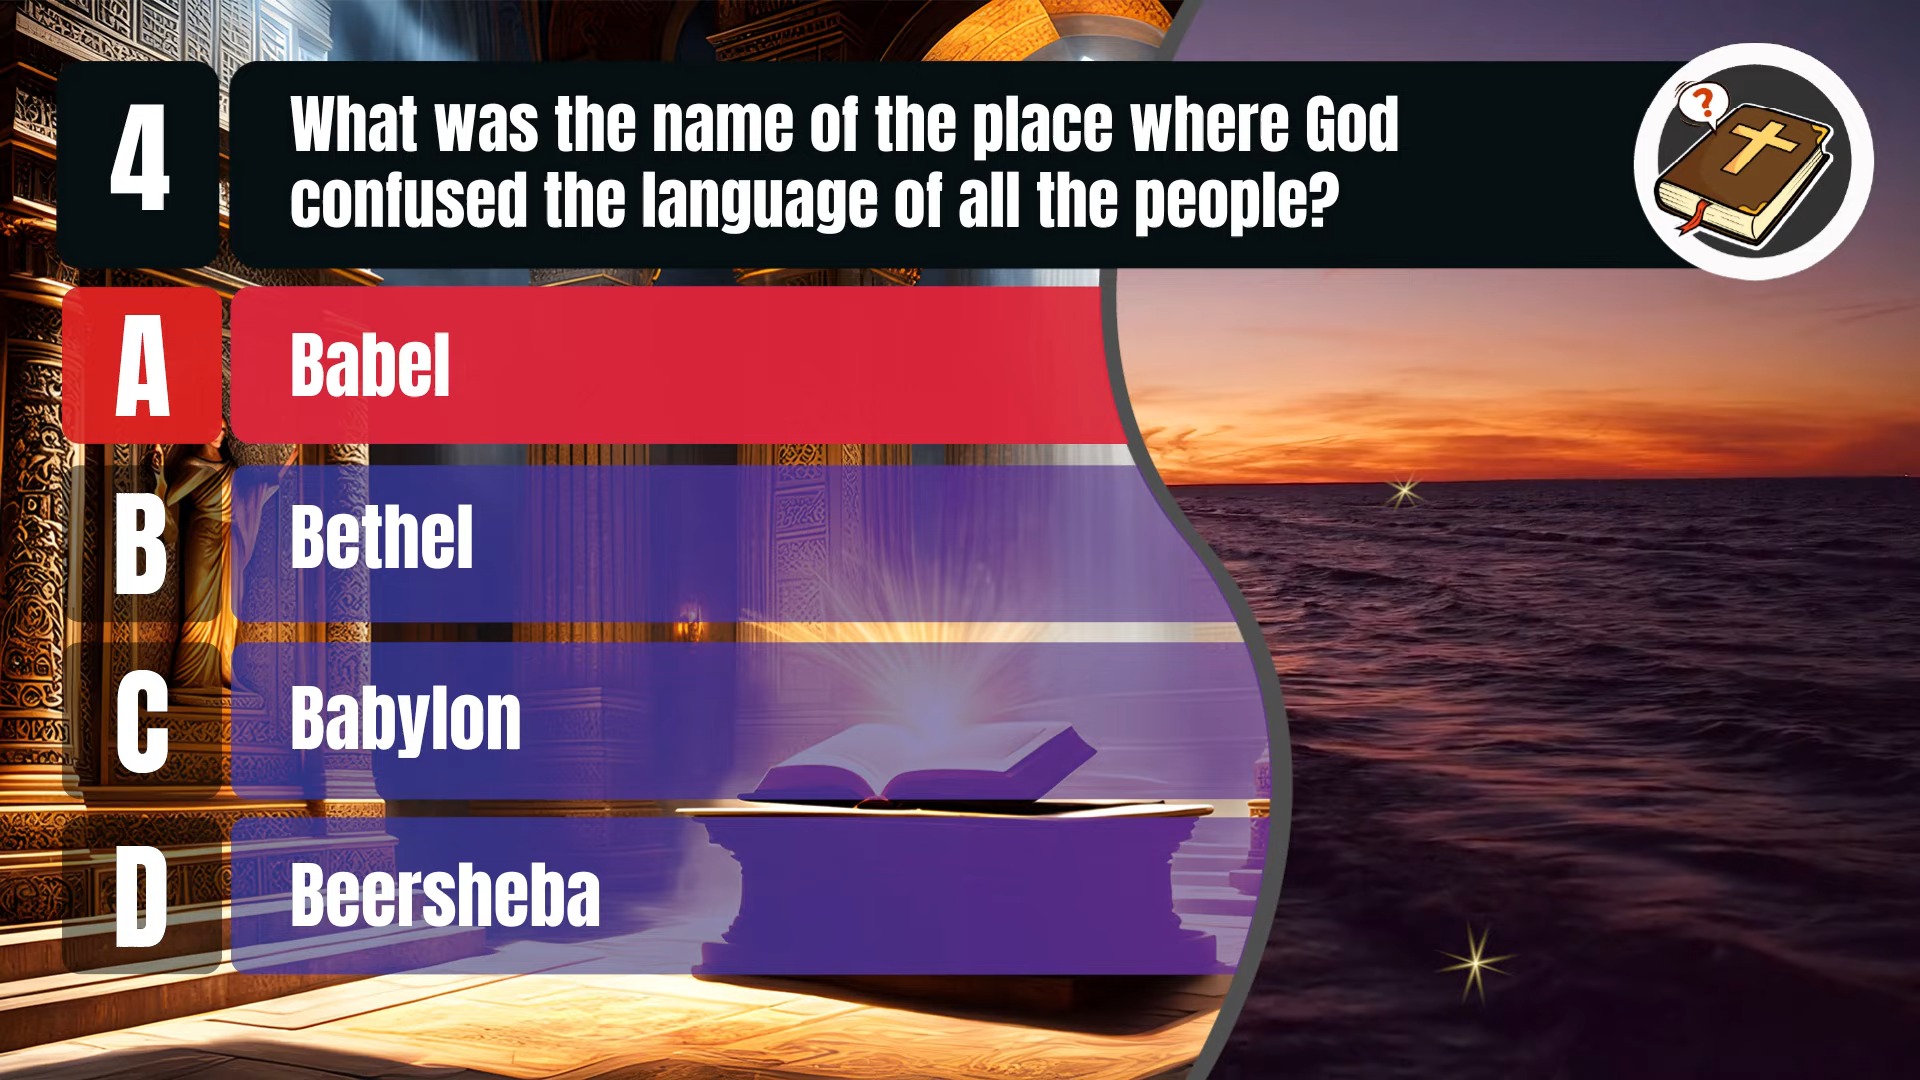 4
What was the name of the place where God
confused the language of all the people?
A
Babel
B
Bethel
C
Babylon
D
Beersheba
?